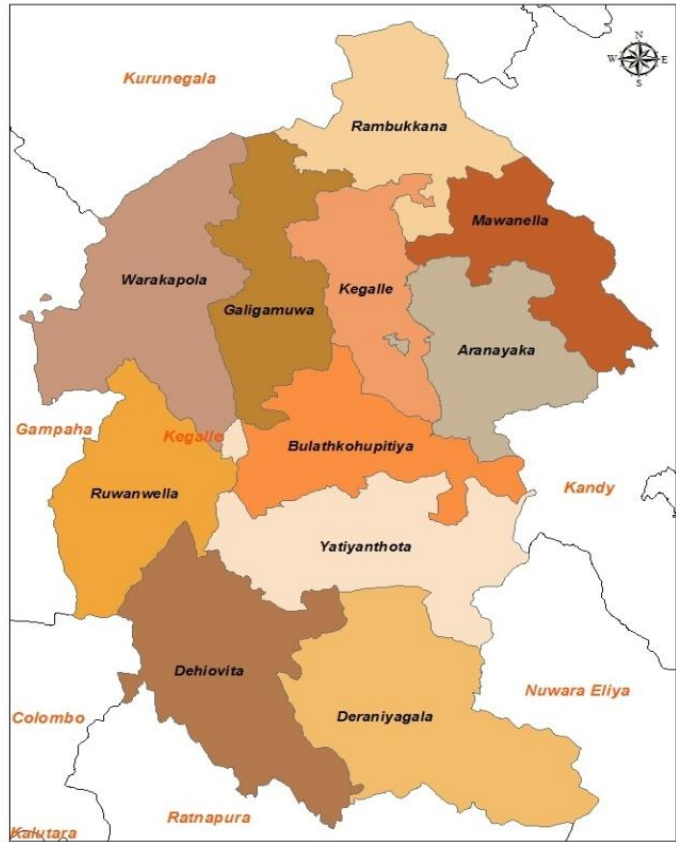 Kurunegala
N
W E
S
Rambukkana
Mawanella
Warakapola
Kegalle
Galigamuwa
Aranayaka
Gampaha
Kegalle
Bulathkohupitiya
Ruwanwella
Kandy
Yatiyanthota
Dehiovita
Nuwara Eliya
Colombo
Deraniyagala
Ratnapura
Kalutara